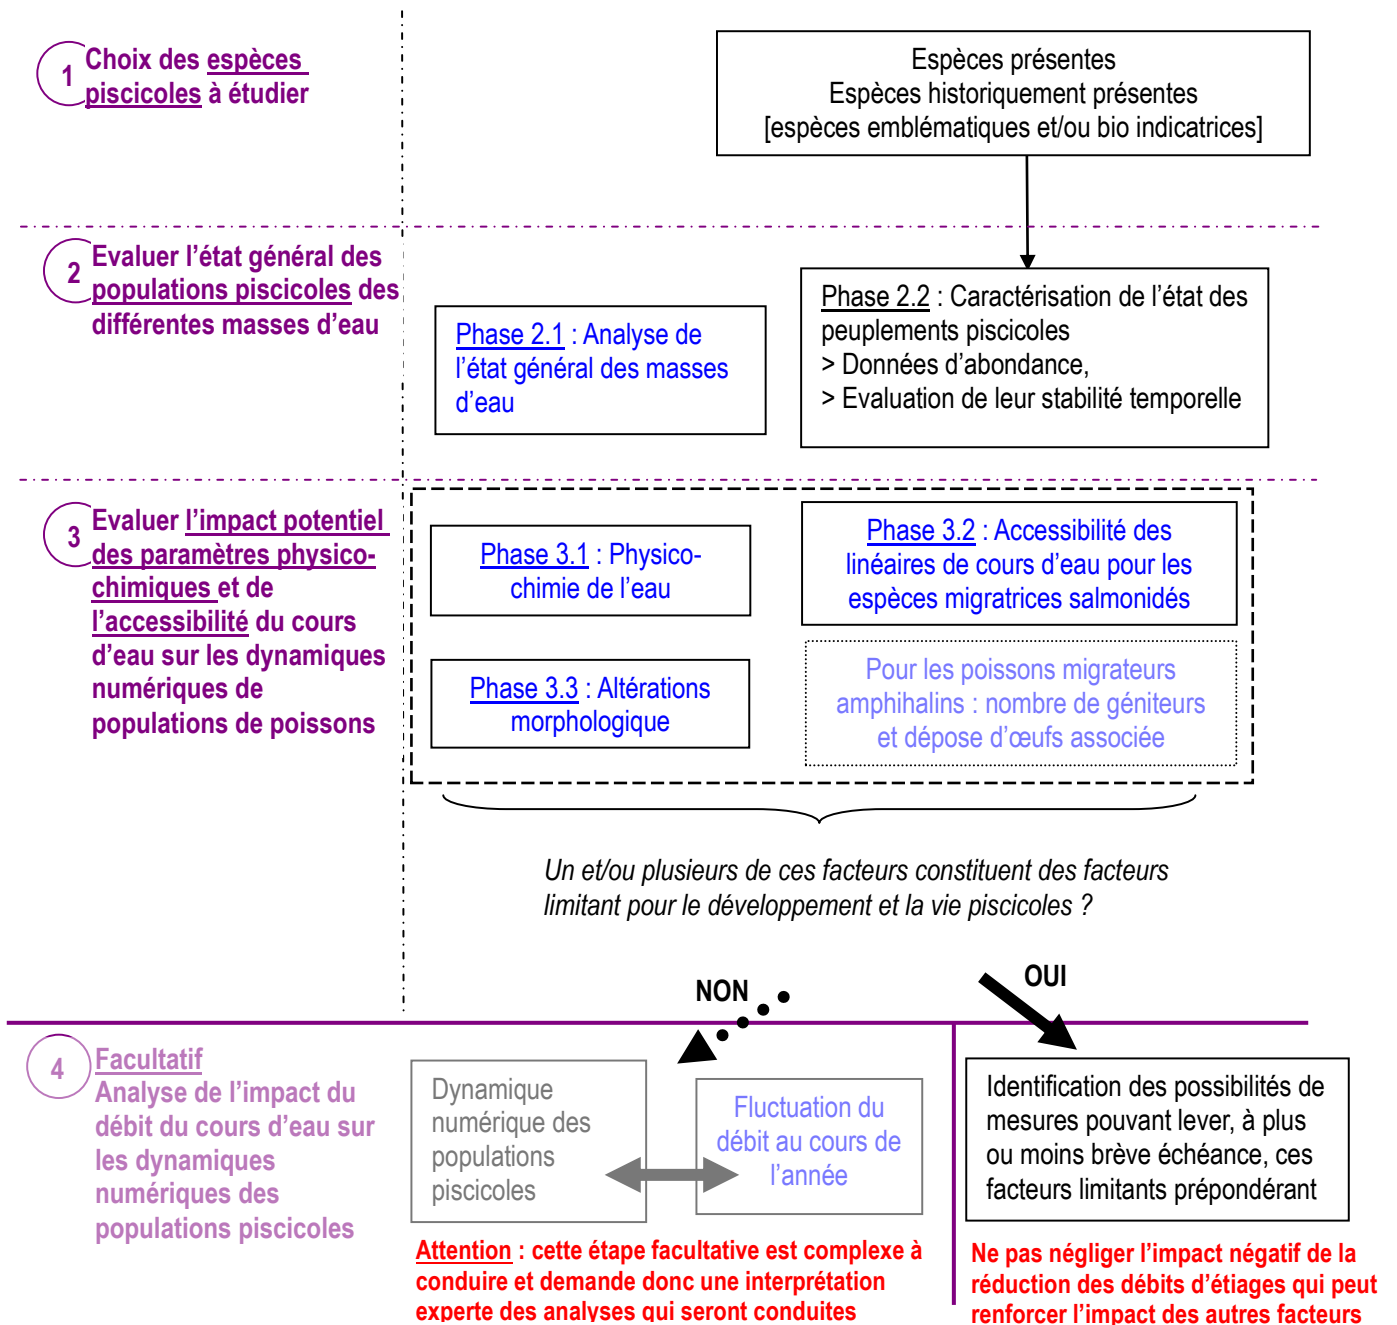 1
Choix des espèces
piscicoles à étudier
Espèces présentes
Espèces historiquement présentes
[espèces emblématiques et/ou bio indicatrices]
2
Evaluer l’état général des
populations piscicoles des
différentes masses d’eau
Phase 2.1 : Analyse de
l’état général des masses
d’eau
Phase 2.2 : Caractérisation de l’état des
peuplements piscicoles
> Données d’abondance,
> Evaluation de leur stabilité temporelle
3
Evaluer l’impact potentiel
des paramètres physico-
chimiques et de
l’accessibilité du cours
d’eau sur les dynamiques
numériques de
populations de poissons
Phase 3.1 : Physico-
chimie de l’eau
Phase 3.2 : Accessibilité des
linéaires de cours d’eau pour les
espèces migratrices salmonidés
Phase 3.3 : Altérations
morphologique
Pour les poissons migrateurs
amphihalins : nombre de géniteurs
et dépose d’œufs associée
Un et/ou plusieurs de ces facteurs constituent des facteurs
limitant pour le développement et la vie piscicoles ?
NON
OUI
4
Facultatif
Analyse de l’impact du
débit du cours d’eau sur
les dynamiques
numériques des
populations piscicoles
Dynamique
numérique des
populations
piscicoles
Fluctuation du
débit au cours de
l’année
Identification des possibilités de
mesures pouvant lever, à plus
ou moins brève échéance, ces
facteurs limitants prépondérant
Attention : cette étape facultative est complexe à
conduire et demande donc une interprétation
experte des analyses qui seront conduites
Ne pas négliger l’impact négatif de la
réduction des débits d’étiages qui peut
renforcer l’impact des autres facteurs